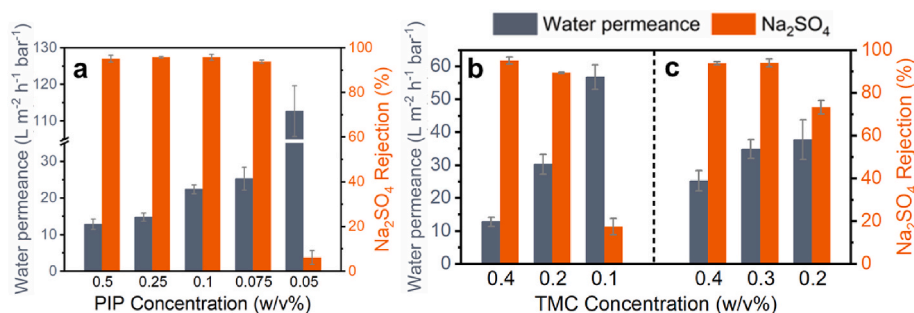 Water permeance
Na₂SO₄
a
Water permeance (L m⁻² h⁻¹ bar⁻¹)
130
120
110
30
20
10
0
100
80
60
40
20
0
Na₂SO₄ Rejection (%)
0.5 0.25 0.1 0.075 0.05
PIP Concentration (w/v%)
b
c
Water permeance (L m⁻² h⁻¹ bar⁻¹)
60
50
40
30
20
10
0
100
80
60
40
20
0
Na₂SO₄ Rejection (%)
0.4 0.2 0.1 0.4 0.3 0.2
TMC Concentration (w/v%)